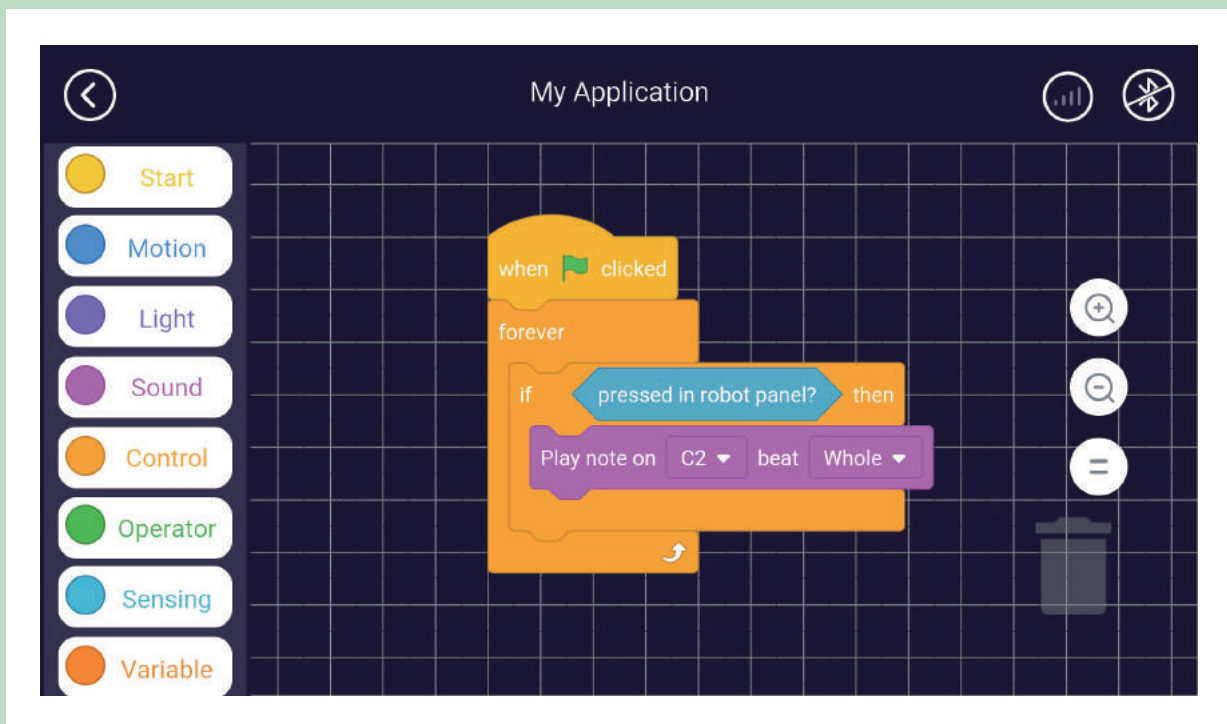 My Application
Start
Motion
Light
Sound
Control
Operator
Sensing
Variable
when clicked
forever
if pressed in robot panel? then
Play note on C2 beat Whole